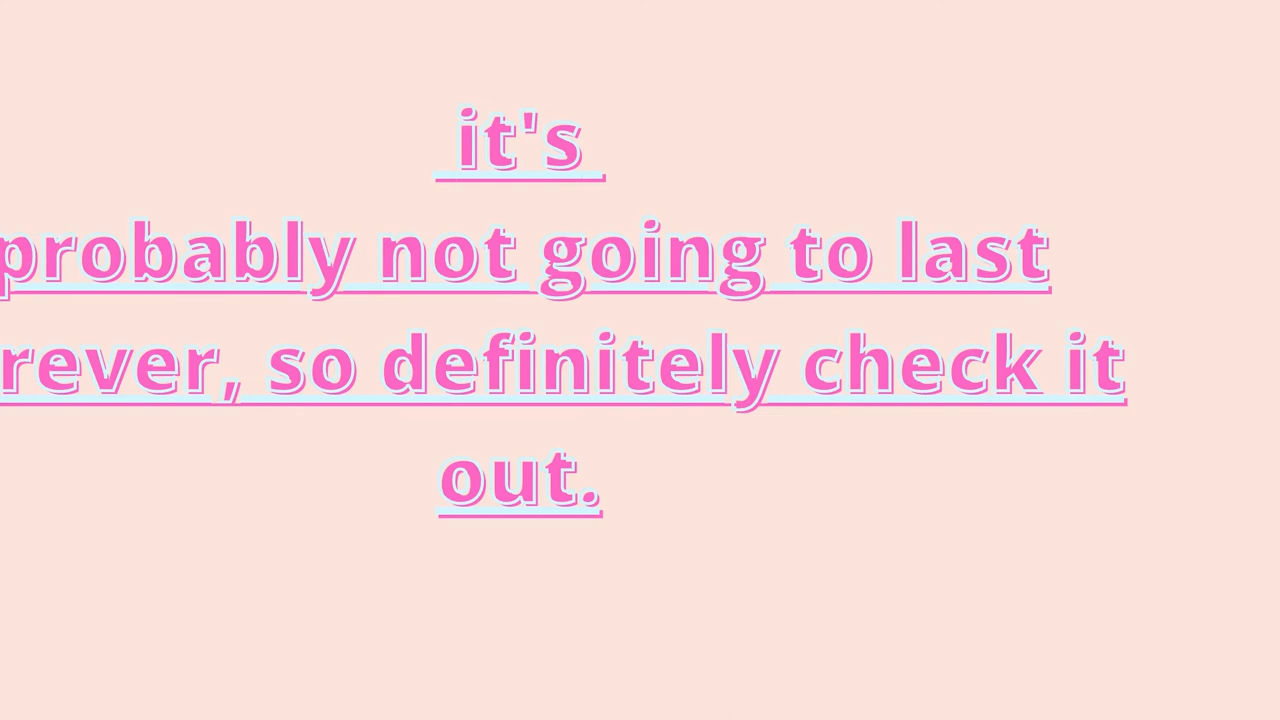 it's
probably not going to last
rever, so definitely check it
out.